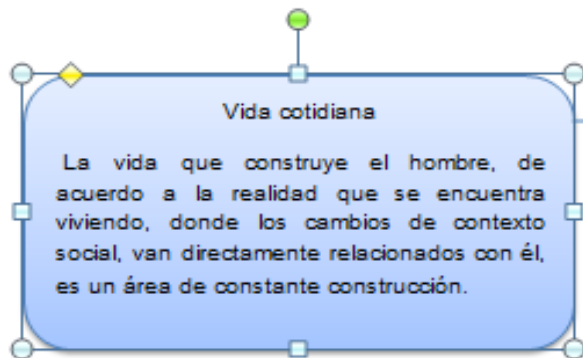 Vida cotidiana
La vida que construye el hombre, de
acuerdo a la realidad que se encuentra
viviendo, donde los cambios de contexto
social, van directamente relacionados con él,
es un área de constante construcción.